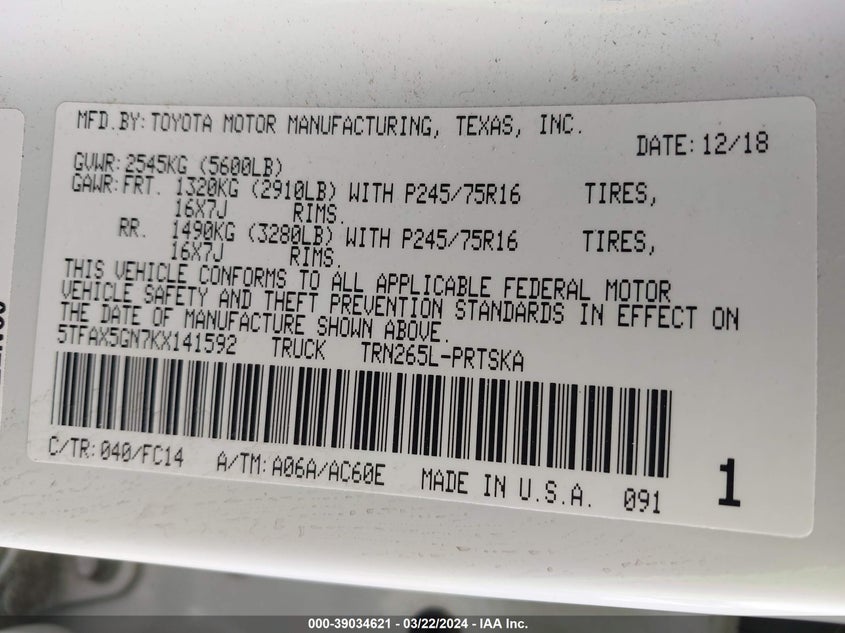 MFD.BY:TOYOTA MOTOR MANUFACTURING, TEXAS, INC.
DATE:12/18
GVWR:2545KG (5600LB)
GAWR:FRT. 1320KG (2910LB) WITH P245/75R16 TIRES,
16X7J RIMS.
RR. 1490KG (3280LB) WITH P245/75R16 TIRES,
16X7J RIMS.
THIS VEHICLE CONFORMS TO ALL APPLICABLE FEDERAL MOTOR
VEHICLE SAFETY AND THEFT PREVENTION STANDARDS IN EFFECT ON
THE DATE OF MANUFACTURE SHOWN ABOVE.
5TFAX5GN7KX141592 TRUCK TRN265L-PRTSKA
C/TR:040/FC14 A/TM:A06A/AC60E MADE IN U.S.A. 091 1
000-39034621 - 03/22/2024 - IAA Inc.